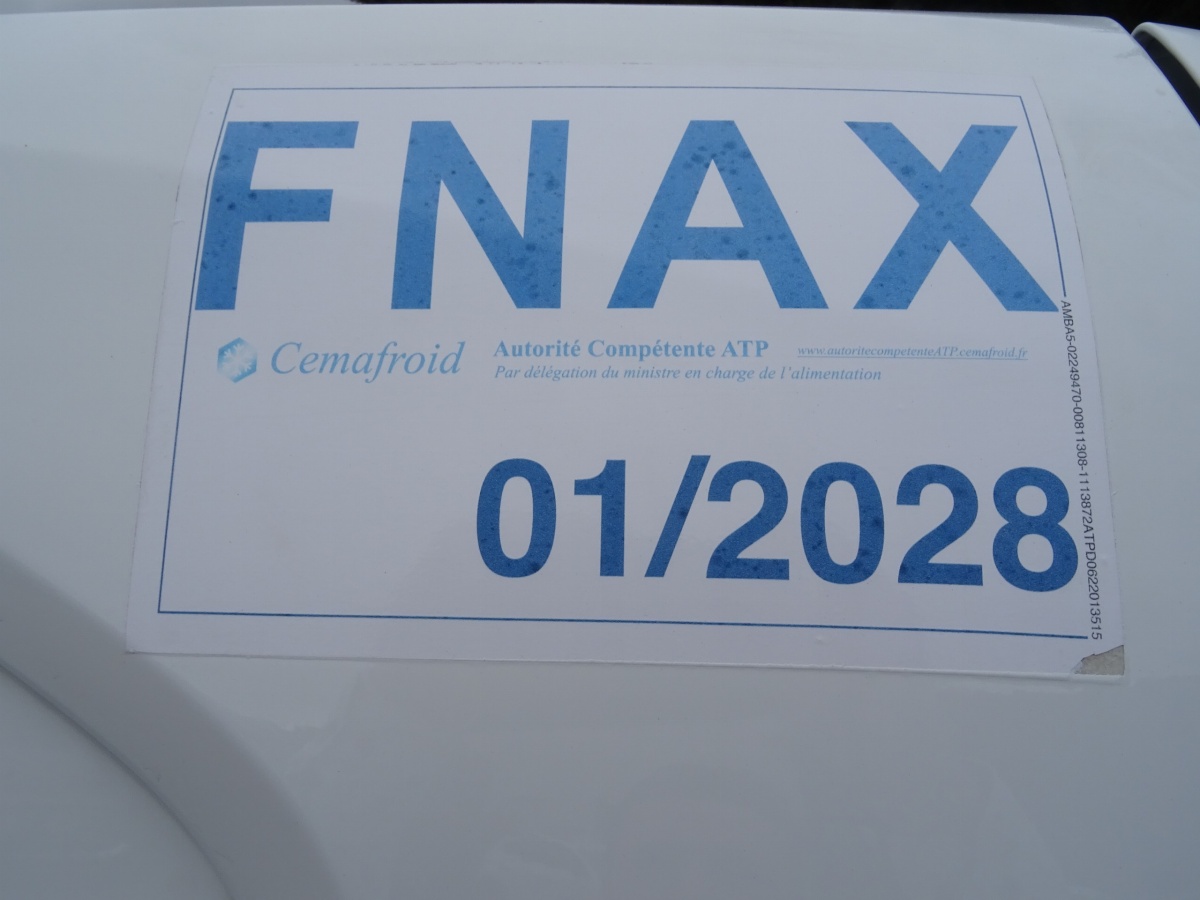 FNAX
Cemafroid
Autorité Compétente ATP www.autoritecompetenteATP.cemafroid.fr
Par délégation du ministre en charge de l'alimentation
01/2028
AMBA5-02249470-00811308-1113872ATPD0622013515